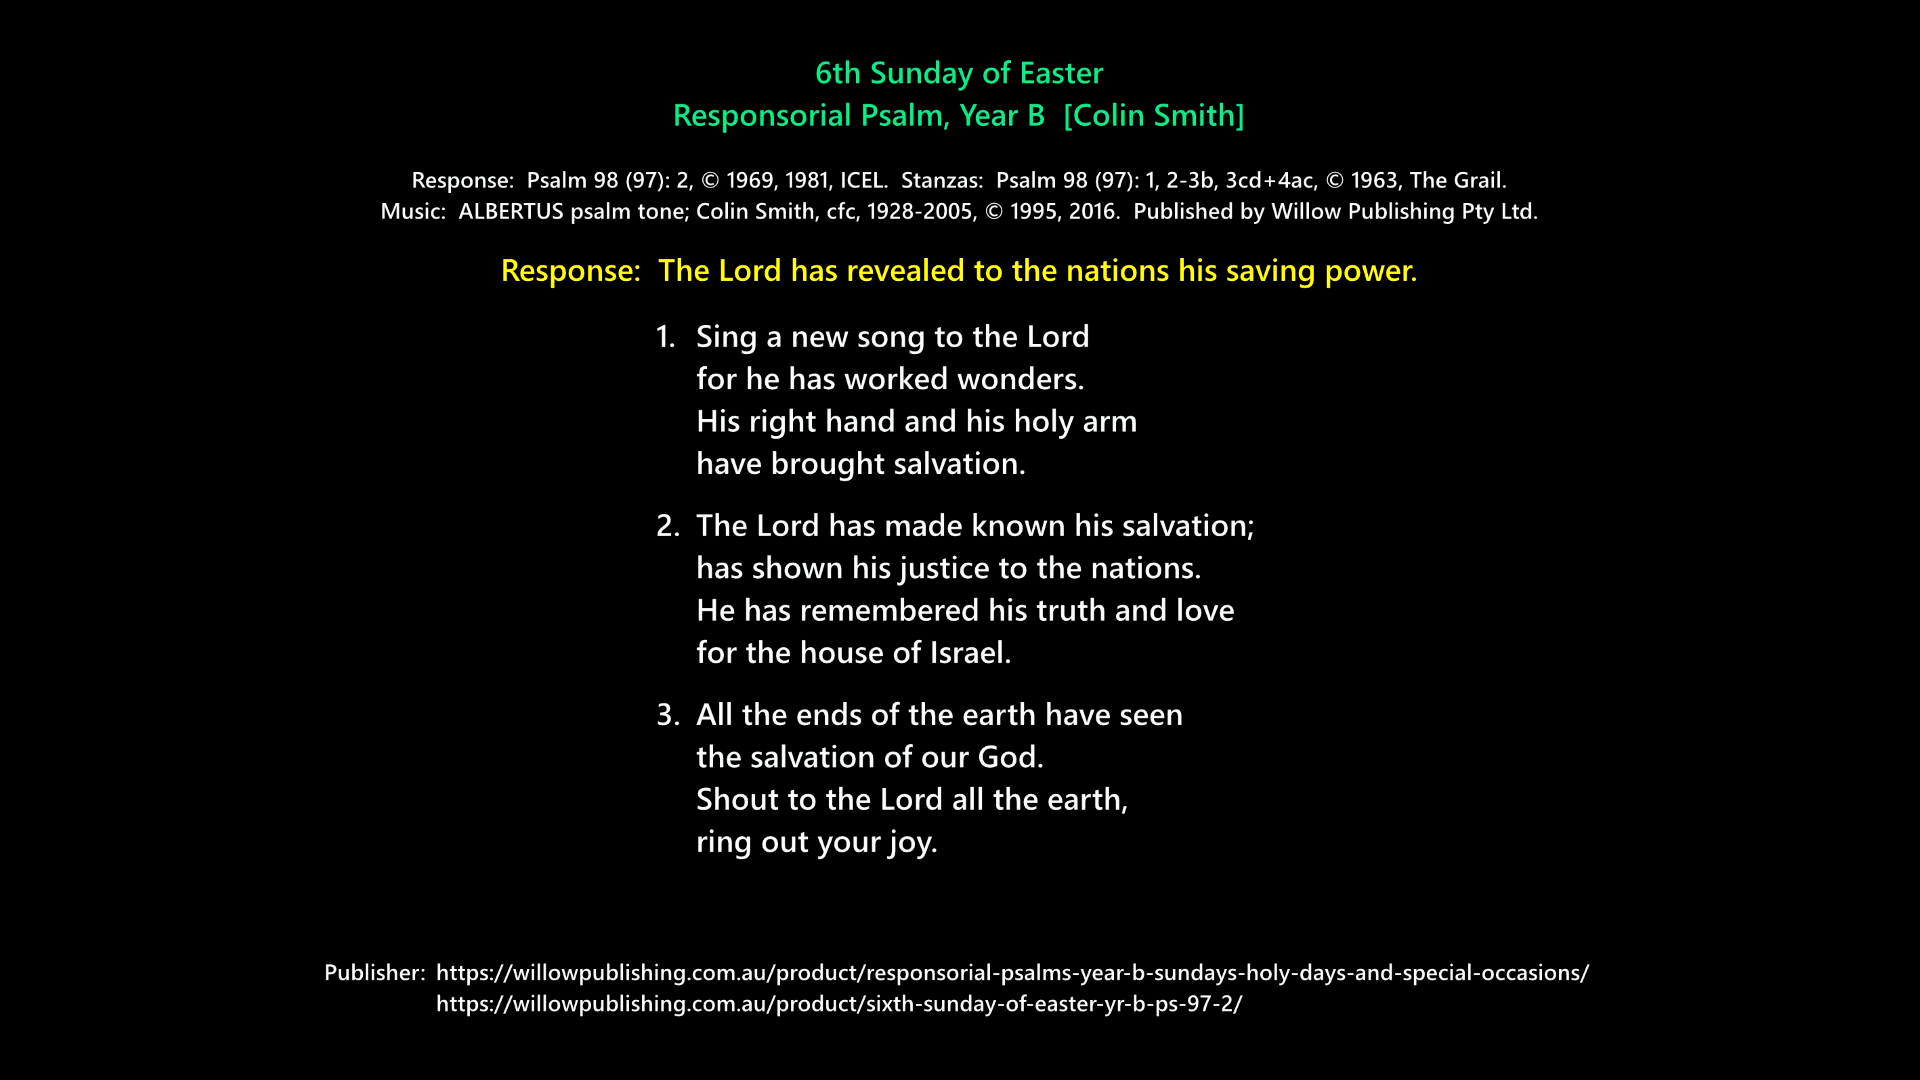 6th Sunday of Easter
Responsorial Psalm, Year B  [Colin Smith]
Response:  Psalm 98 (97): 2, © 1969, 1981, ICEL.  Stanzas:  Psalm 98 (97): 1, 2-3b, 3cd+4ac, © 1963, The Grail.
Music:  ALBERTUS psalm tone; Colin Smith, cfc, 1928-2005, © 1995, 2016.  Published by Willow Publishing Pty Ltd.
Response:  The Lord has revealed to the nations his saving power.
1. Sing a new song to the Lord
for he has worked wonders.
His right hand and his holy arm
have brought salvation.
2. The Lord has made known his salvation;
has shown his justice to the nations.
He has remembered his truth and love
for the house of Israel.
3. All the ends of the earth have seen
the salvation of our God.
Shout to the Lord all the earth,
ring out your joy.
Publisher: https://willowpublishing.com.au/product/responsorial-psalms-year-b-sundays-holy-days-and-special-occasions/
https://willowpublishing.com.au/product/sixth-sunday-of-easter-yr-b-ps-97-2/